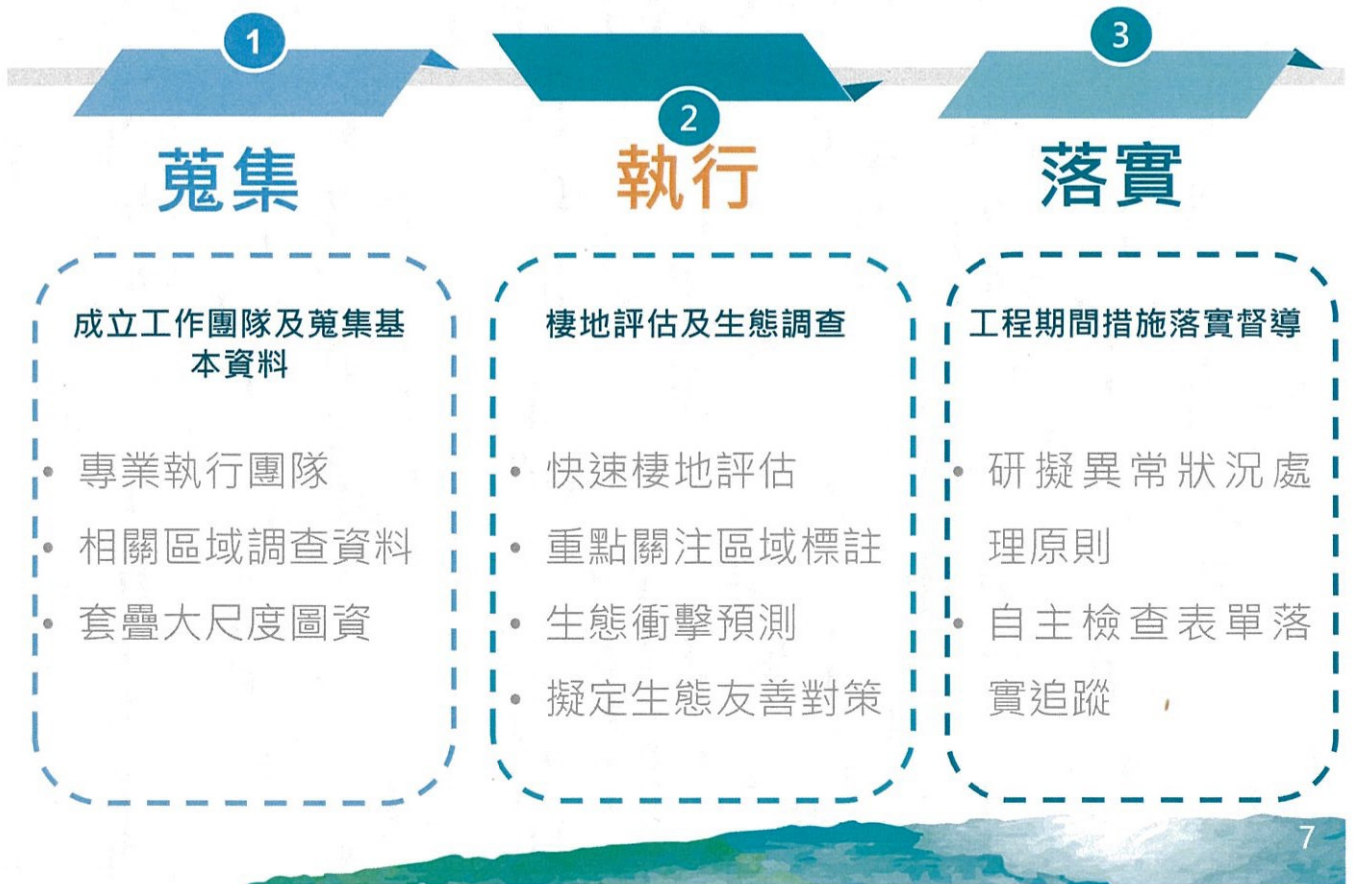 1
蒐集
成立工作團隊及蒐集基
本資料
• 專業執行團隊
• 相關區域調查資料
• 套疊大尺度圖資
2
執行
棲地評估及生態調查
• 快速棲地評估
• 重點關注區域標註
• 生態衝擊預測
• 擬定生態友善對策
3
落實
工程期間措施落實督導
• 研擬異常狀況處
理原則
• 自主檢查表單落
實追蹤
7